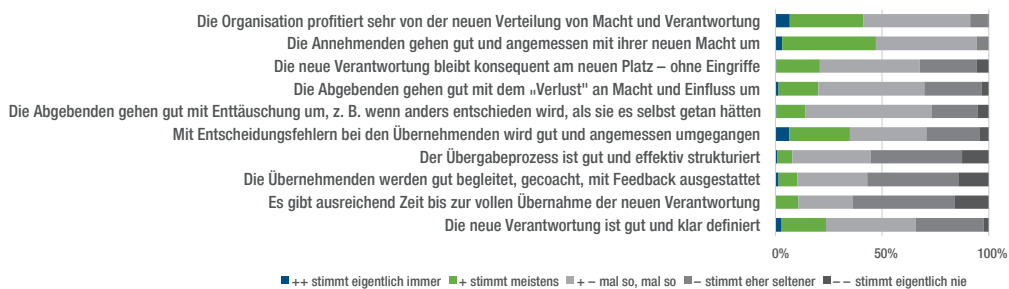 Die Organisation profitiert sehr von der neuen Verteilung von Macht und Verantwortung
Die Annehmenden gehen gut und angemessen mit ihrer neuen Macht um
Die neue Verantwortung bleibt konsequent am neuen Platz – ohne Eingriffe
Die Abgebenden gehen gut mit dem „Verlust" an Macht und Einfluss um
Die Abgebenden gehen gut mit Enttäuschung um, z. B. wenn anders entschieden wird, als sie es selbst getan hätten
Mit Entscheidungsfehlern bei den Übernehmenden wird gut und angemessen umgegangen
Der Übergabeprozess ist gut und effektiv strukturiert
Die Übernehmenden werden gut begleitet, gecoacht, mit Feedback ausgestattet
Es gibt ausreichend Zeit bis zur vollen Übernahme der neuen Verantwortung
Die neue Verantwortung ist gut und klar definiert
0% 50% 100%
++ stimmt eigentlich immer + stimmt meistens + – mal so, mal so – stimmt eher seltener – – stimmt eigentlich nie